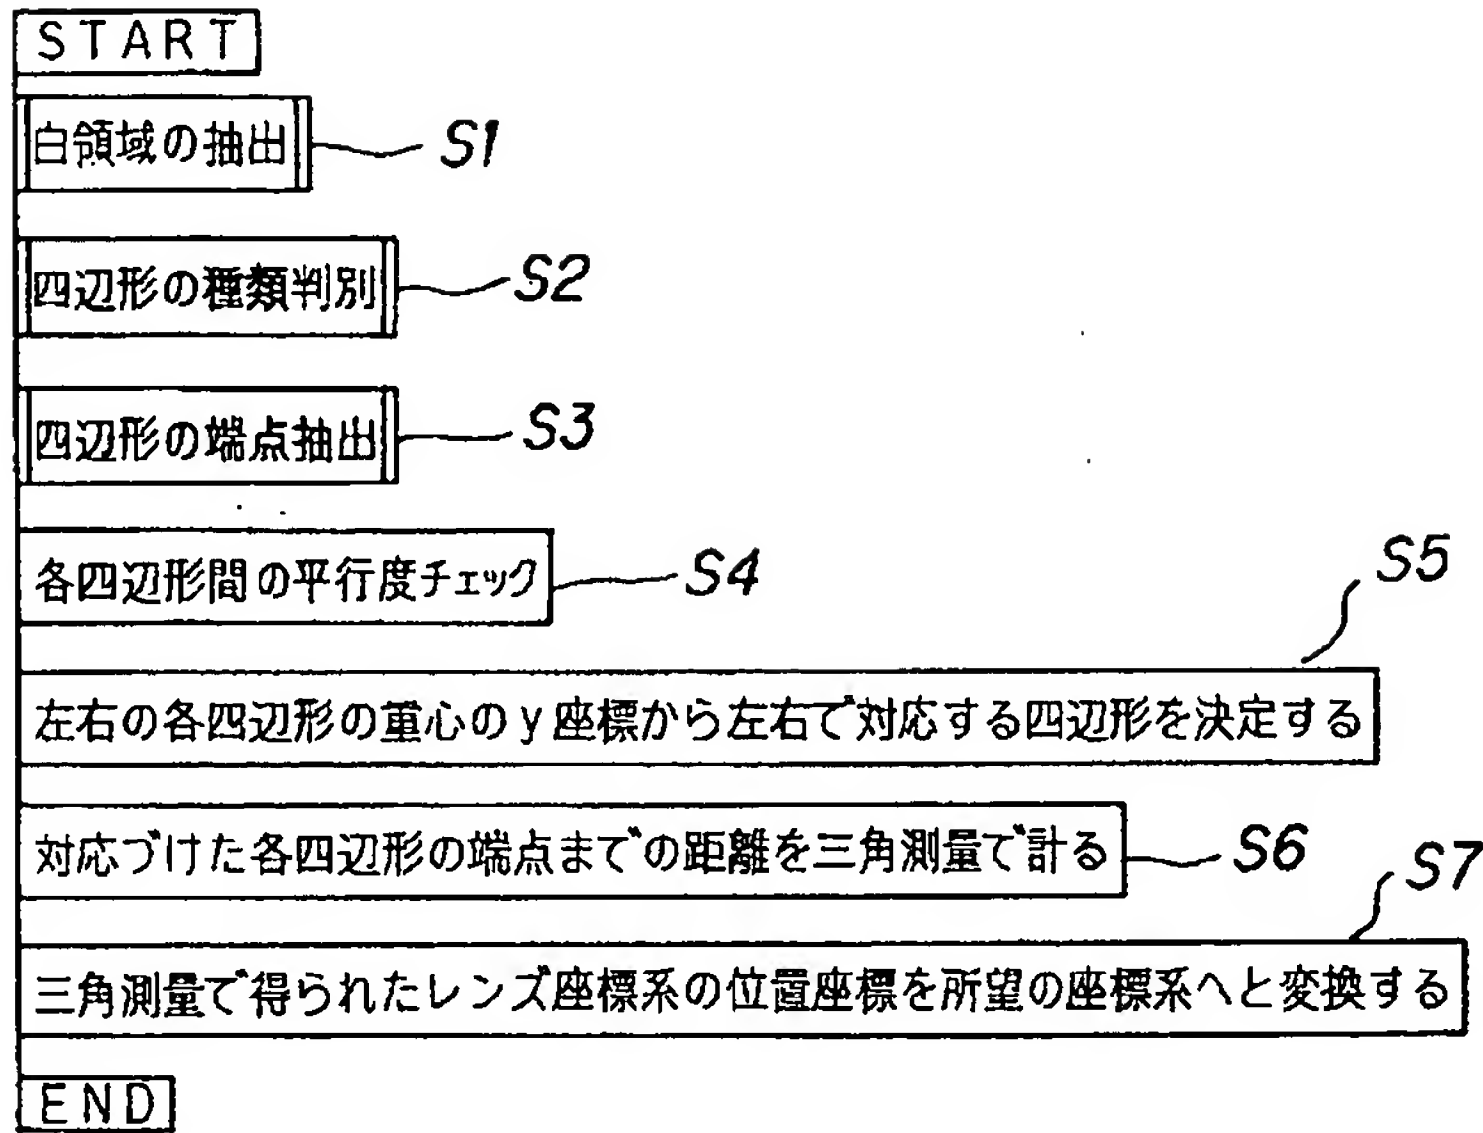 START
白領域の抽出 S1
四辺形の種類判別 S2
四辺形の端点抽出 S3
各四辺形間の平行度チェック S4
S5
左右の各四辺形の重心のy座標から左右で対応する四辺形を決定する
対応づけた各四辺形の端点までの距離を三角測量で計る S6
S7
三角測量で得られたレンズ座標系の位置座標を所望の座標系へと変換する
END